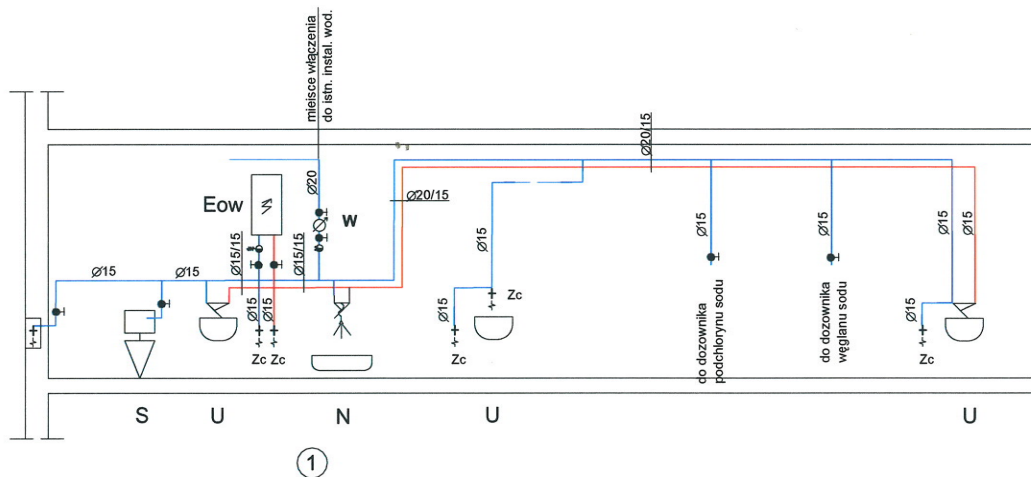 miejsce włączenia
do istn. instal. wod.
Ø20/15
Ø20
Eow
W
Ø20/15
Ø15
Ø15
Ø15
Ø15
Ø15
Ø15/15
Ø15/15
Ø15
Ø15
Ø15
Ø15
Ø15
Zc
Ø15
Ø15
Zc
Zc
Zc
Zc
do dozownika
podchlorynu sodu
do dozownika
węglanu sodu
S
U
N
U
U
1